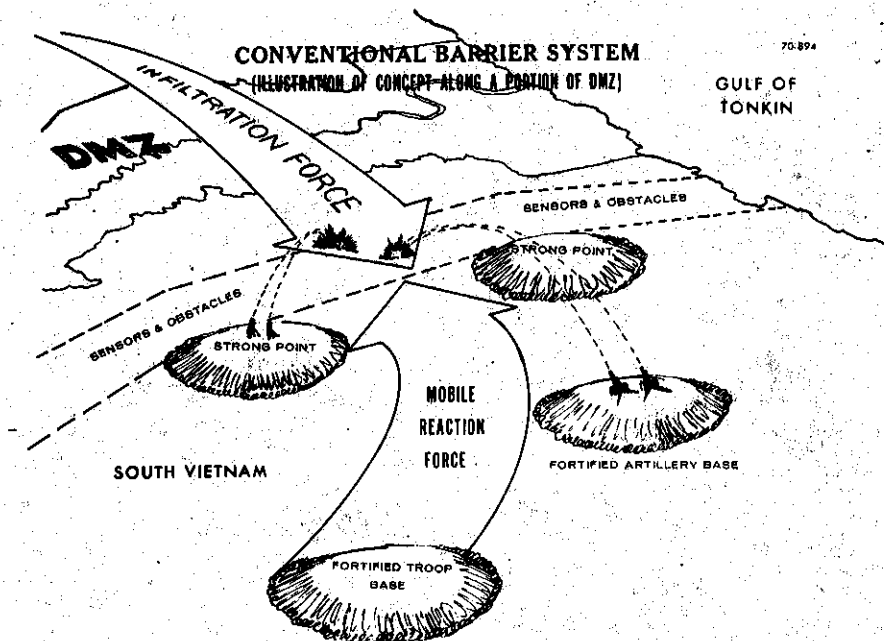 CONVENTIONAL BARRIER SYSTEM
70-894
(ILLUSTRATION OF CONCEPT ALONG A PORTION OF DMZ)
GULF OF
TONKIN
INFILTRATION FORCE
DMZ
SENSORS & OBSTACLES
STRONG POINT
SENSORS & OBSTACLES
STRONG POINT
MOBILE
REACTION
FORCE
SOUTH VIETNAM
FORTIFIED ARTILLERY BASE
FORTIFIED TROOP
BASE